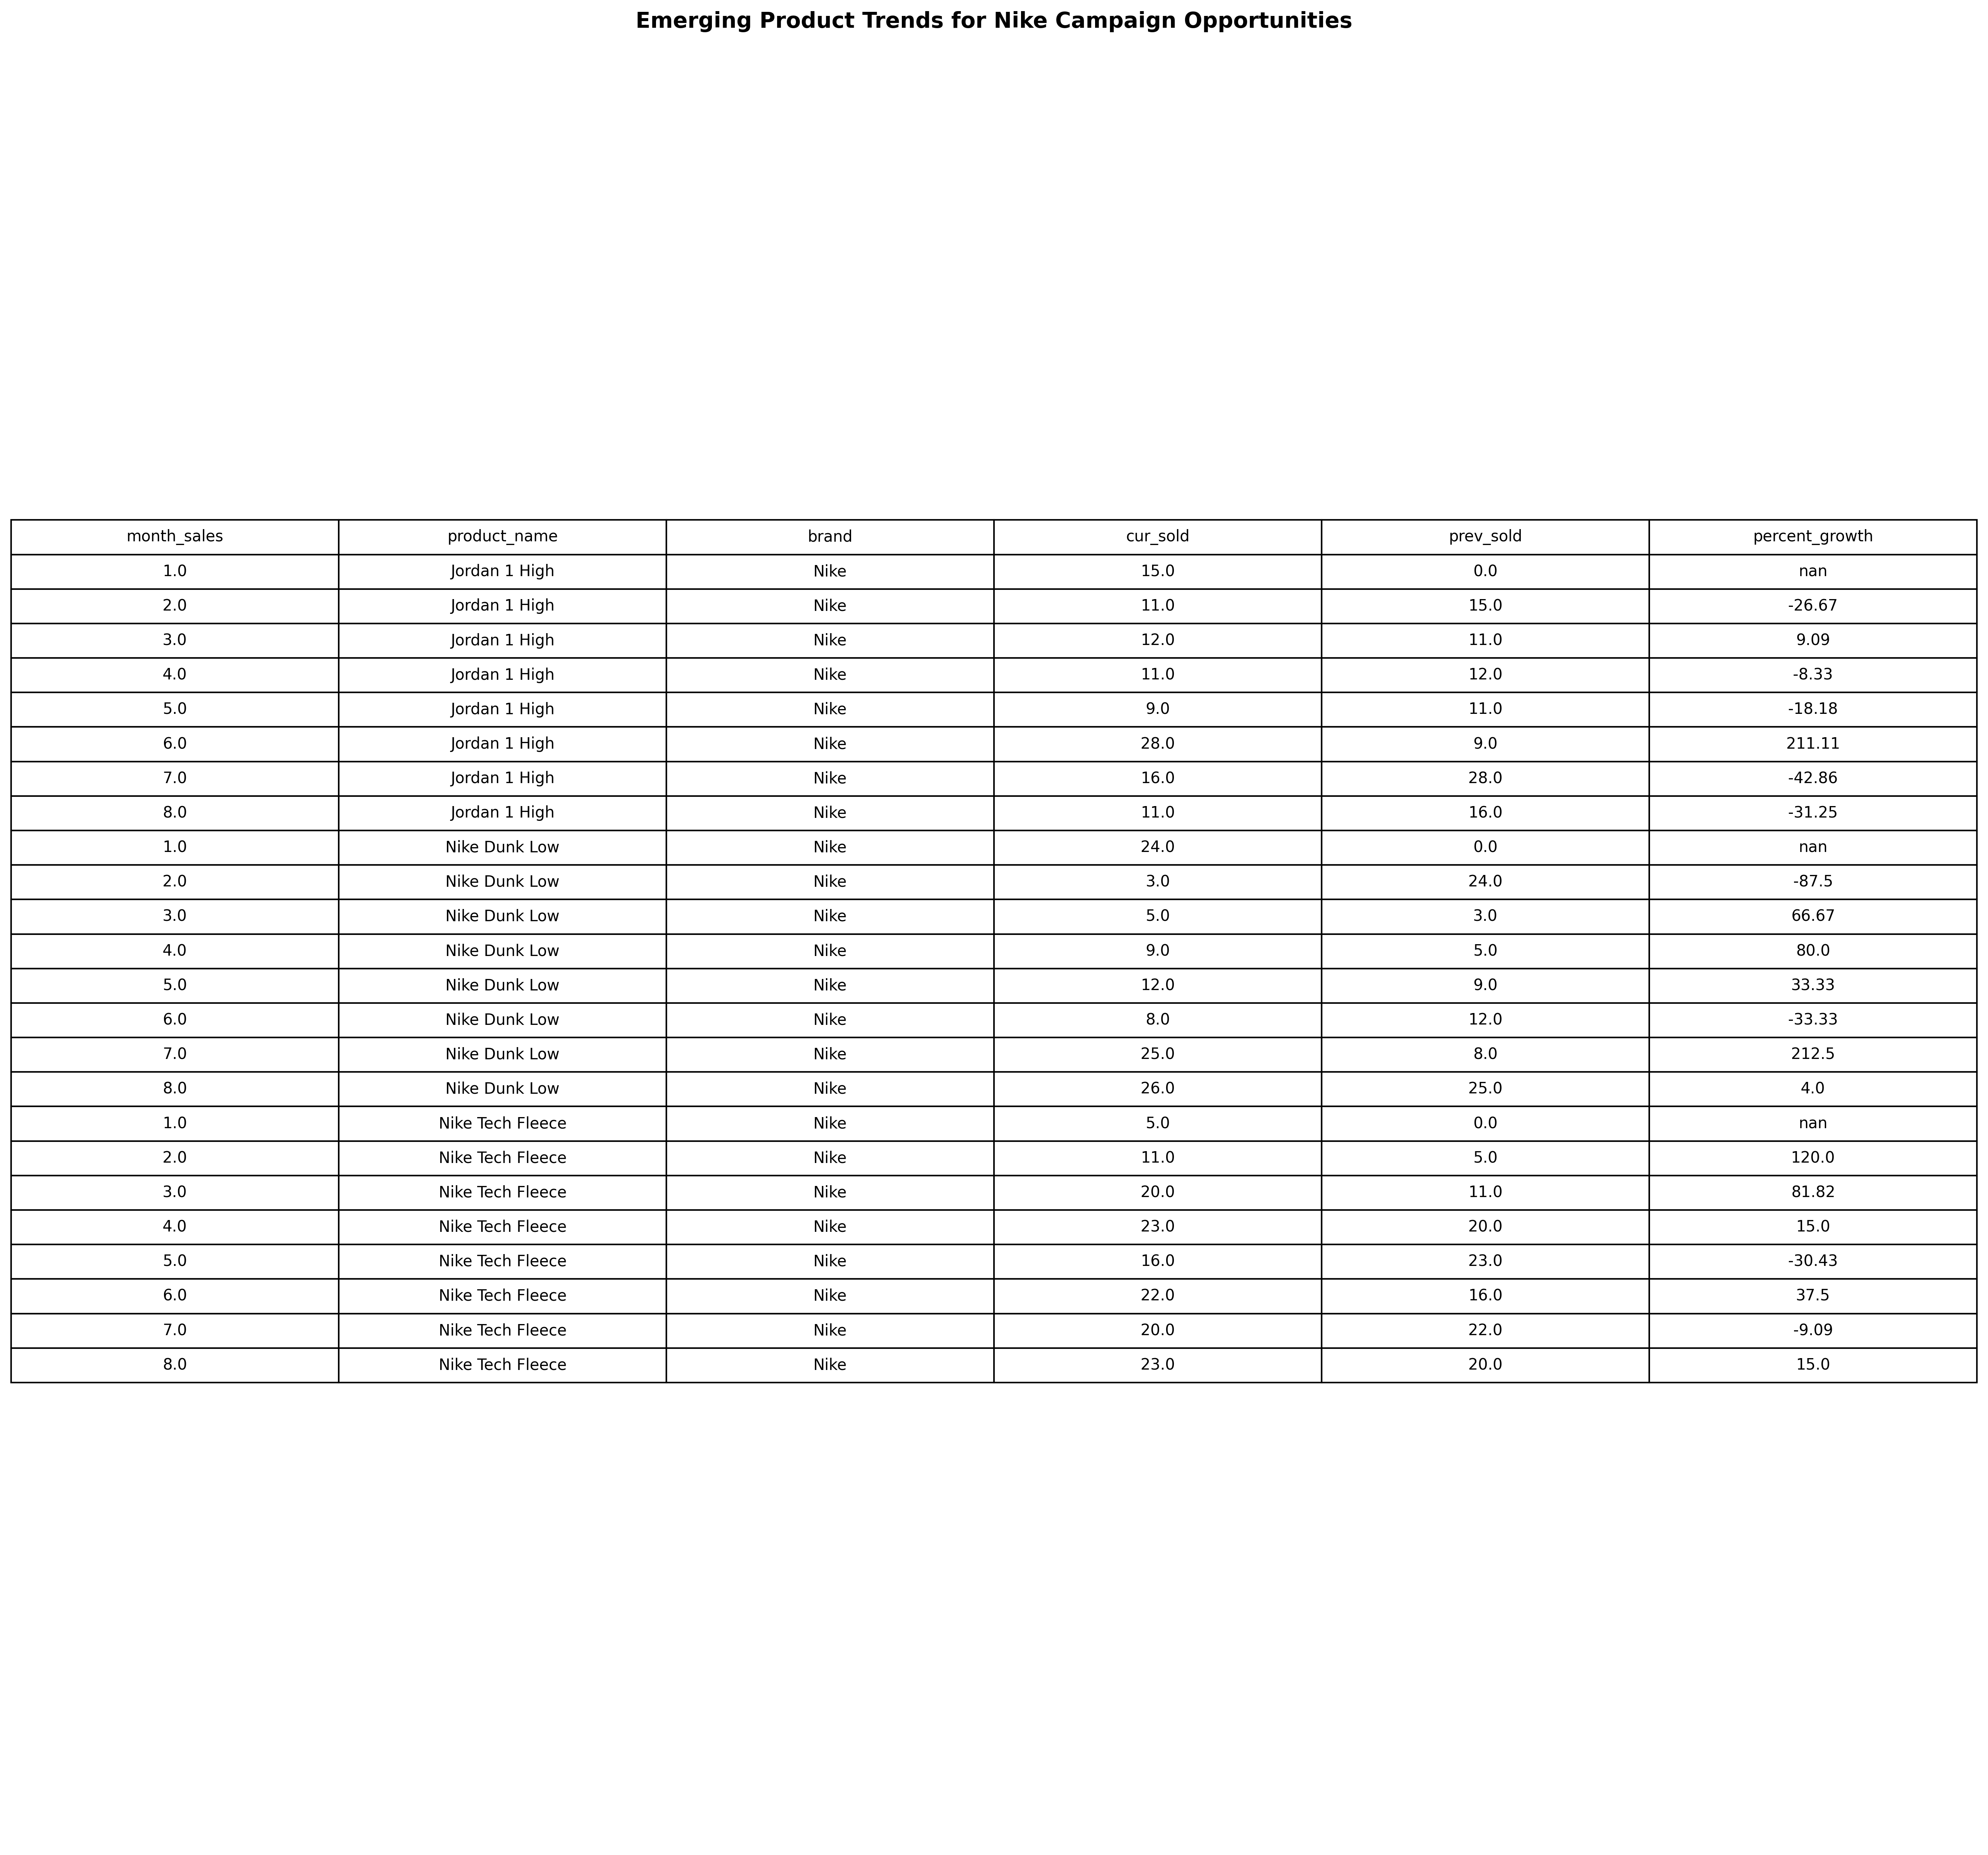 Emerging Product Trends for Nike Campaign Opportunities
month_sales product_name brand cur_sold prev_sold percent_growth
1.0 Jordan 1 High Nike 15.0 0.0 nan
2.0 Jordan 1 High Nike 11.0 15.0 -26.67
3.0 Jordan 1 High Nike 12.0 11.0 9.09
4.0 Jordan 1 High Nike 11.0 12.0 -8.33
5.0 Jordan 1 High Nike 9.0 11.0 -18.18
6.0 Jordan 1 High Nike 28.0 9.0 211.11
7.0 Jordan 1 High Nike 16.0 28.0 -42.86
8.0 Jordan 1 High Nike 11.0 16.0 -31.25
1.0 Nike Dunk Low Nike 24.0 0.0 nan
2.0 Nike Dunk Low Nike 3.0 24.0 -87.5
3.0 Nike Dunk Low Nike 5.0 3.0 66.67
4.0 Nike Dunk Low Nike 9.0 5.0 80.0
5.0 Nike Dunk Low Nike 12.0 9.0 33.33
6.0 Nike Dunk Low Nike 8.0 12.0 -33.33
7.0 Nike Dunk Low Nike 25.0 8.0 212.5
8.0 Nike Dunk Low Nike 26.0 25.0 4.0
1.0 Nike Tech Fleece Nike 5.0 0.0 nan
2.0 Nike Tech Fleece Nike 11.0 5.0 120.0
3.0 Nike Tech Fleece Nike 20.0 11.0 81.82
4.0 Nike Tech Fleece Nike 23.0 20.0 15.0
5.0 Nike Tech Fleece Nike 16.0 23.0 -30.43
6.0 Nike Tech Fleece Nike 22.0 16.0 37.5
7.0 Nike Tech Fleece Nike 20.0 22.0 -9.09
8.0 Nike Tech Fleece Nike 23.0 20.0 15.0